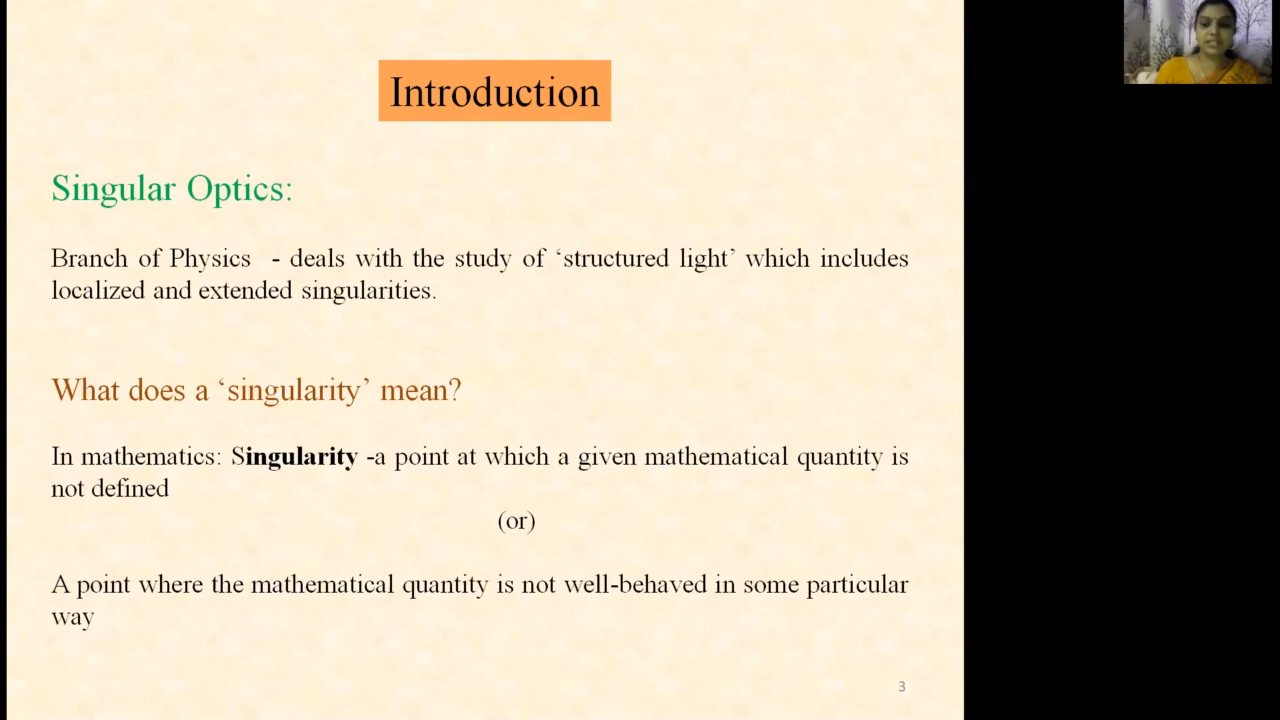 Introduction
Singular Optics:
Branch of Physics  - deals with the study of ‘structured light’ which includes
localized and extended singularities.
What does a ‘singularity’ mean?
In mathematics: Singularity -a point at which a given mathematical quantity is
not defined
(or)
A point where the mathematical quantity is not well-behaved in some particular
way
3